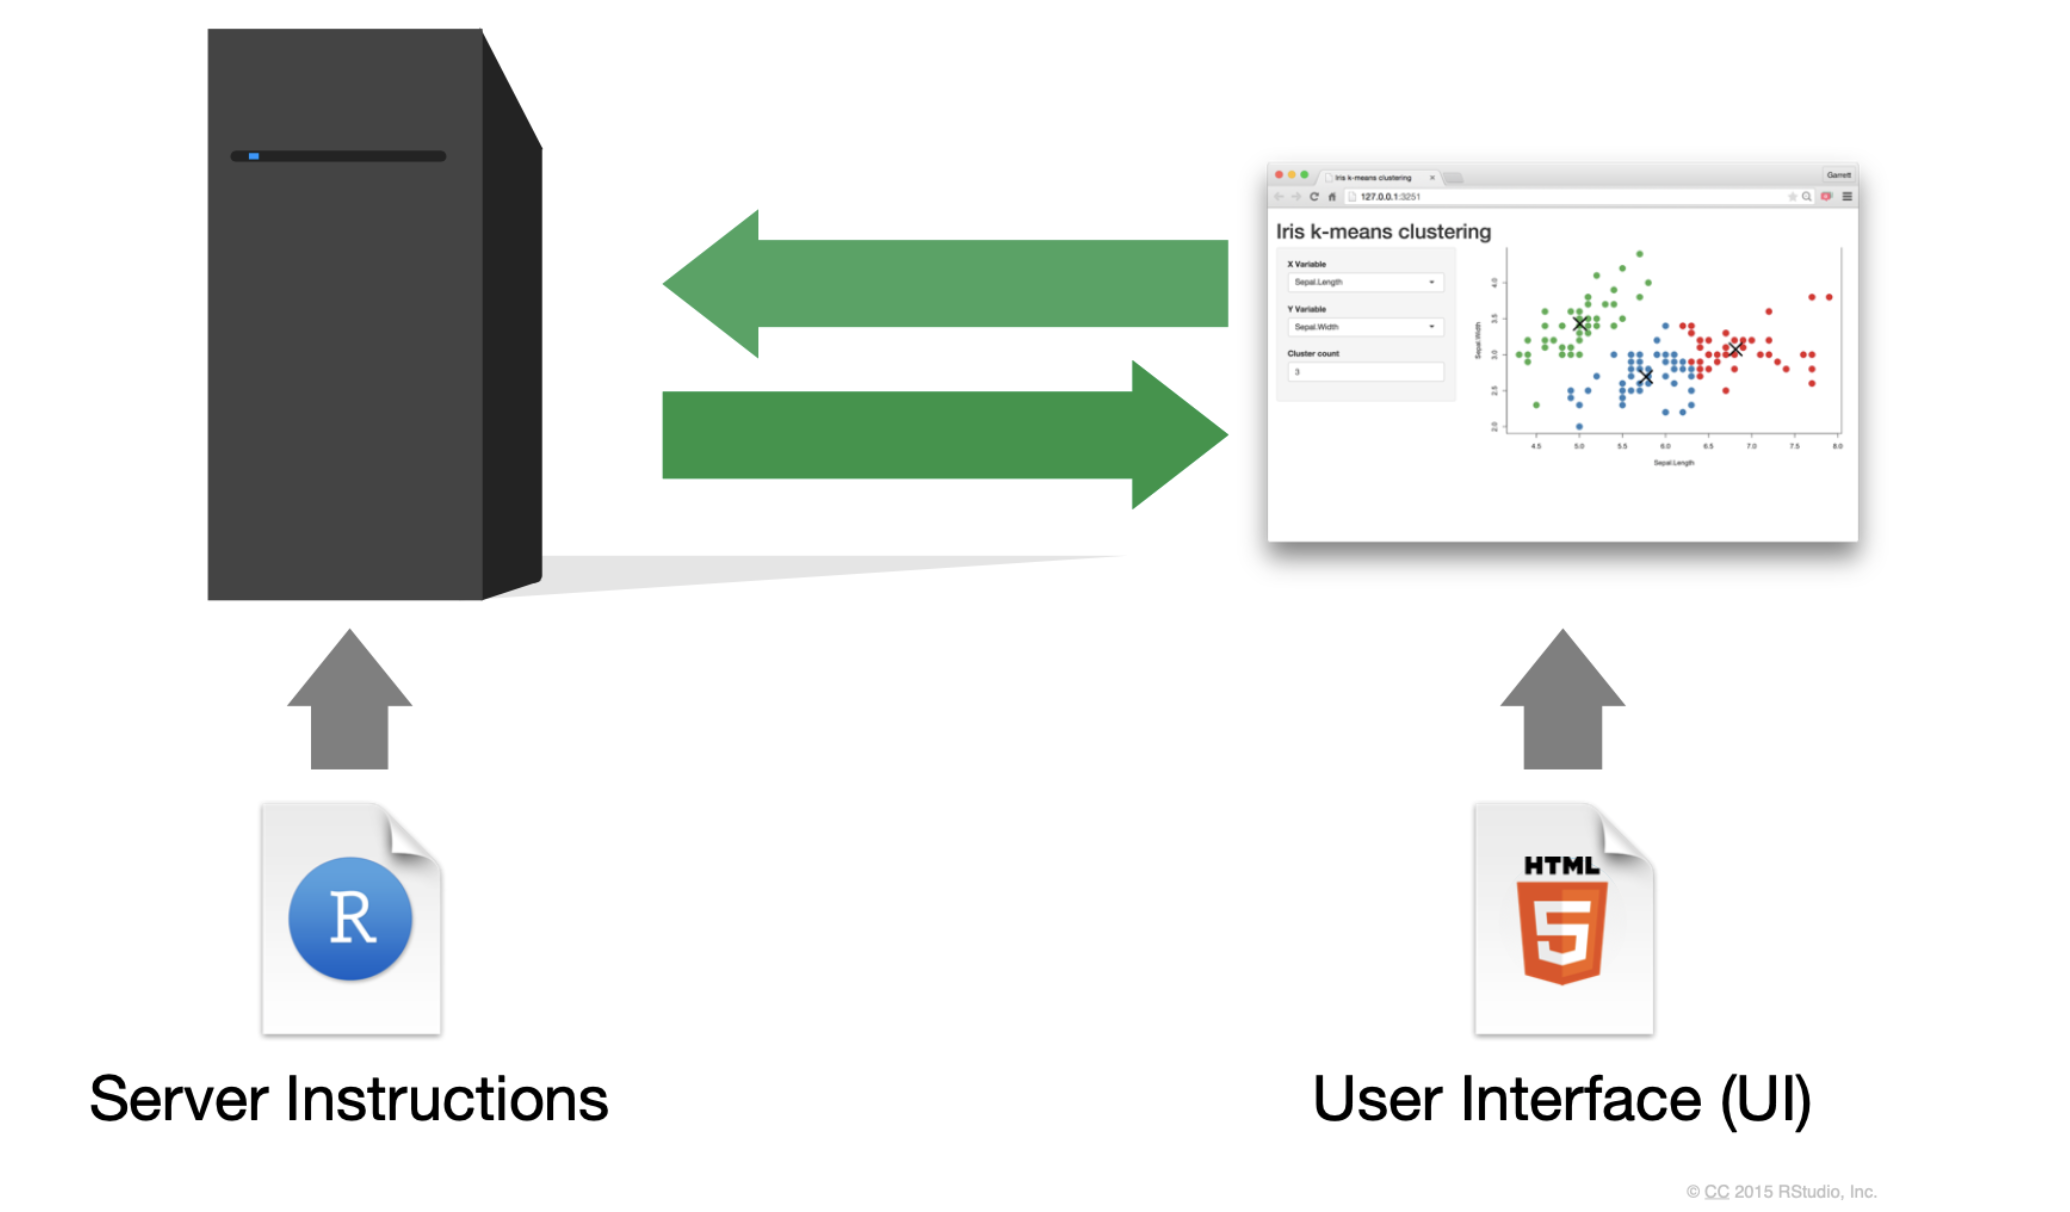 Iris k-means clustering
Garrett
127.0.0.1:3251
Iris k-means clustering
X Variable
Sepal.Length
Y Variable
Sepal.Width
Cluster count
3
Sepal.Width
4.0
3.5
3.0
2.5
2.0
4.5 5.0 5.5 6.0 6.5 7.0 7.5 8.0
Sepal.Length
R
HTML
5
Server Instructions
User Interface (UI)
© CC 2015 RStudio, Inc.